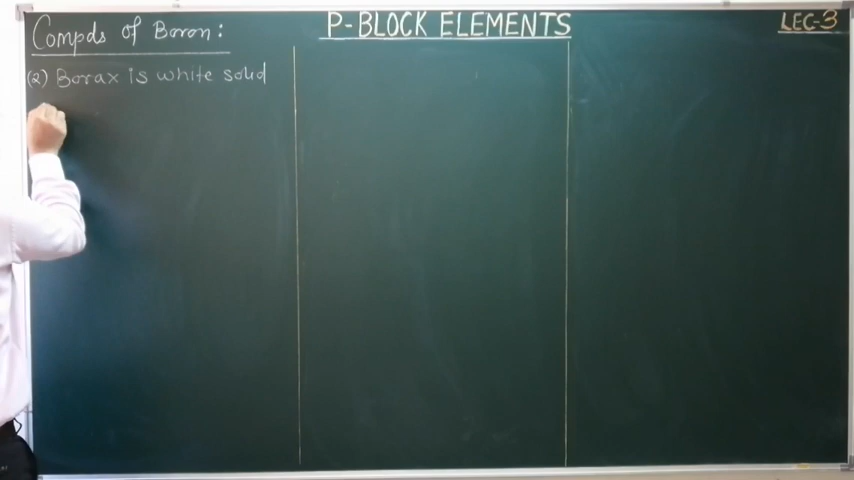 P-BLOCK ELEMENTS
LEC-3
Compds of Boron:
(2) Borax is white solid